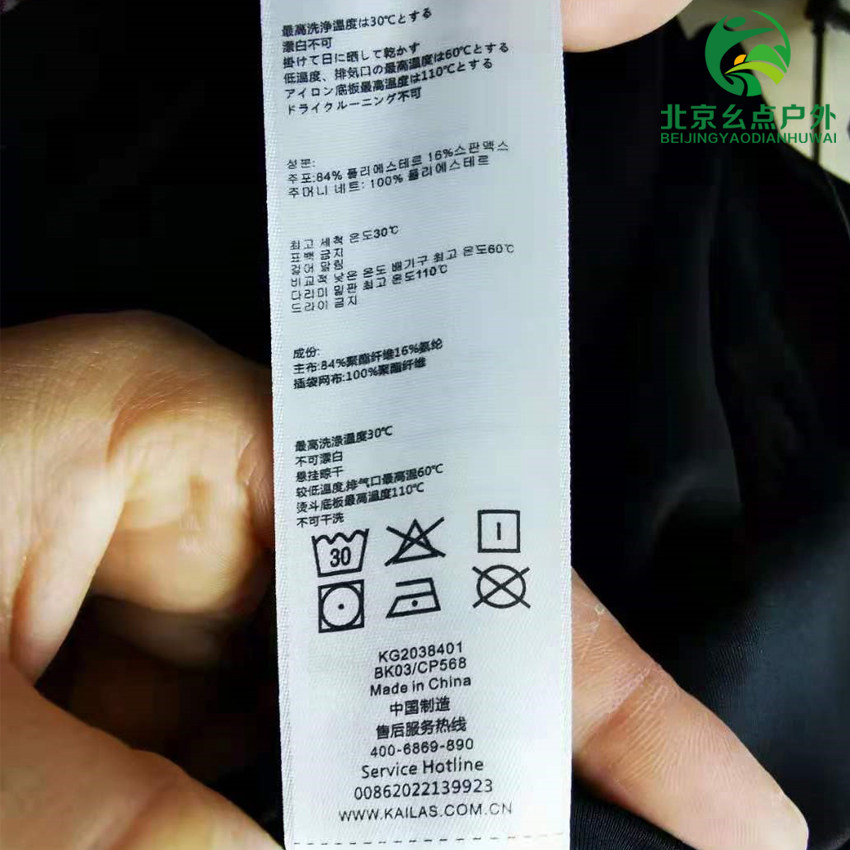 最高洗浄温度は30℃とする
漂白不可
掛けて日に晒して乾かす
低温度、排気口の最高温度は60℃とする
アイロン底板最高温度は110℃とする
ドライクルーニング不可
성분:
주포:84% 폴리에스테르 16%스판덱스
주머니 네트: 100% 폴리에스테르
최고 세척 온도30℃
표백 금지
걸어 말림
비교적 낮은 온도 배기구 최고 온도60℃
다리미 밑판 최고 온도110℃
드라이 금지
成份:
主布:84%聚酯纤维16%氨纶
插袋网布:100%聚酯纤维
最高洗涤温度30℃
不可漂白
悬挂晾干
较低温度,排气口最高温60℃
烫斗底板最高温度110℃
不可干洗
30
KG2038401
BK03/CP568
Made in China
中国制造
售后服务热线
400-6869-890
Service Hotline
00862022139923
WWW.KAILAS.COM.CN
北京幺点户外
BEIJINGYAODIANHUWAI